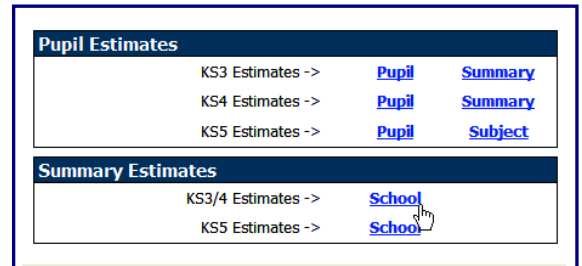 Pupil Estimates
KS3 Estimates -> Pupil Summary
KS4 Estimates -> Pupil Summary
KS5 Estimates -> Pupil Subject
Summary Estimates
KS3/4 Estimates -> School
KS5 Estimates -> School